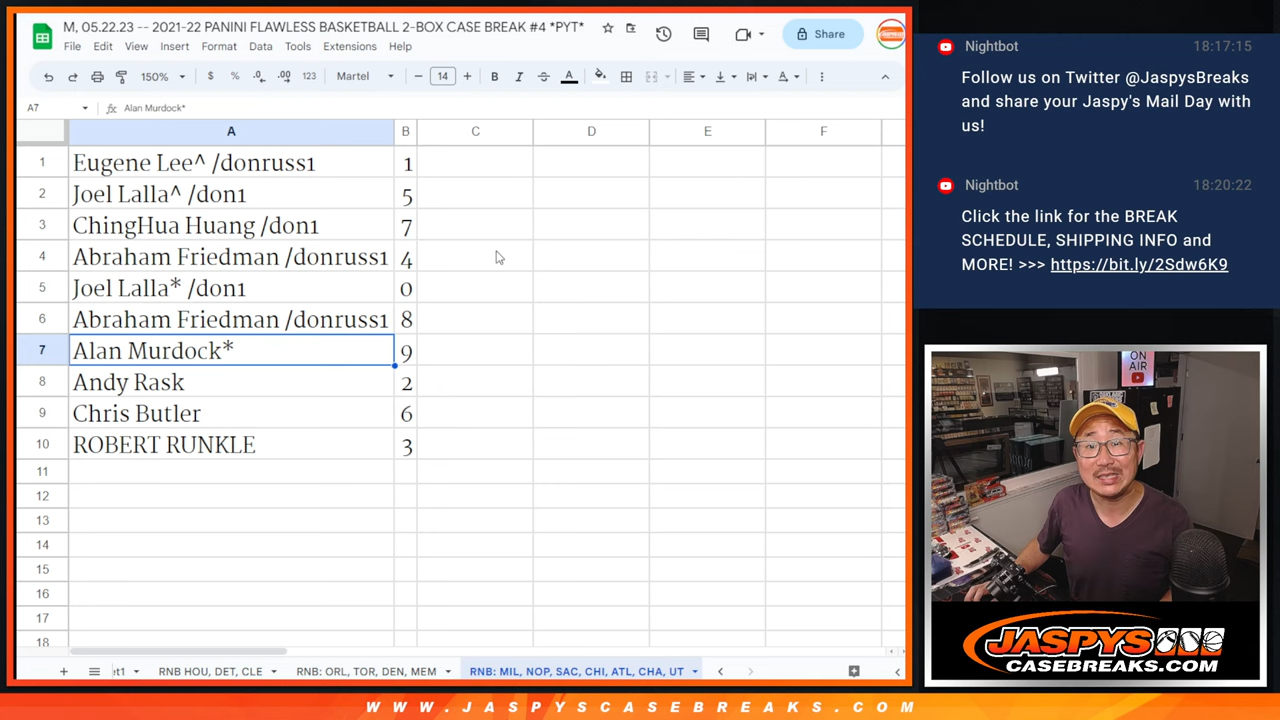 M, 05.22.23 -- 2021-22 PANINI FLAWLESS BASKETBALL 2-BOX CASE BREAK #4 *PYT*
File Edit View Insert Format Data Tools Extensions Help
Share
150% $ % .0 .00 123 Martel 14 B I A
A7 fx Alan Murdock*
A B C D E F
1 Eugene Lee^ /donruss1 1
2 Joel Lalla^ /don1 5
3 ChingHua Huang /don1 7
4 Abraham Friedman /donruss1 4
5 Joel Lalla* /don1 0
6 Abraham Friedman /donruss1 8
7 Alan Murdock* 9
8 Andy Rask 2
9 Chris Butler 6
10 ROBERT RUNKLE 3
11
12
13
14
15
16
17
18
et1 RNB HOU, DET, CLE RNB: ORL, TOR, DEN, MEM RNB: MIL, NOP, SAC, CHI, ATL, CHA, UT
Nightbot 18:17:15
Follow us on Twitter @JaspysBreaks
and share your Jaspy's Mail Day with
us!
Nightbot 18:20:22
Click the link for the BREAK
SCHEDULE, SHIPPING INFO and
MORE! >>> https://bit.ly/2Sdw6K9
ON
AIR
JASPYS
CASEBREAKS.COM
WWW.JASPYSCASEBREAKS.COM